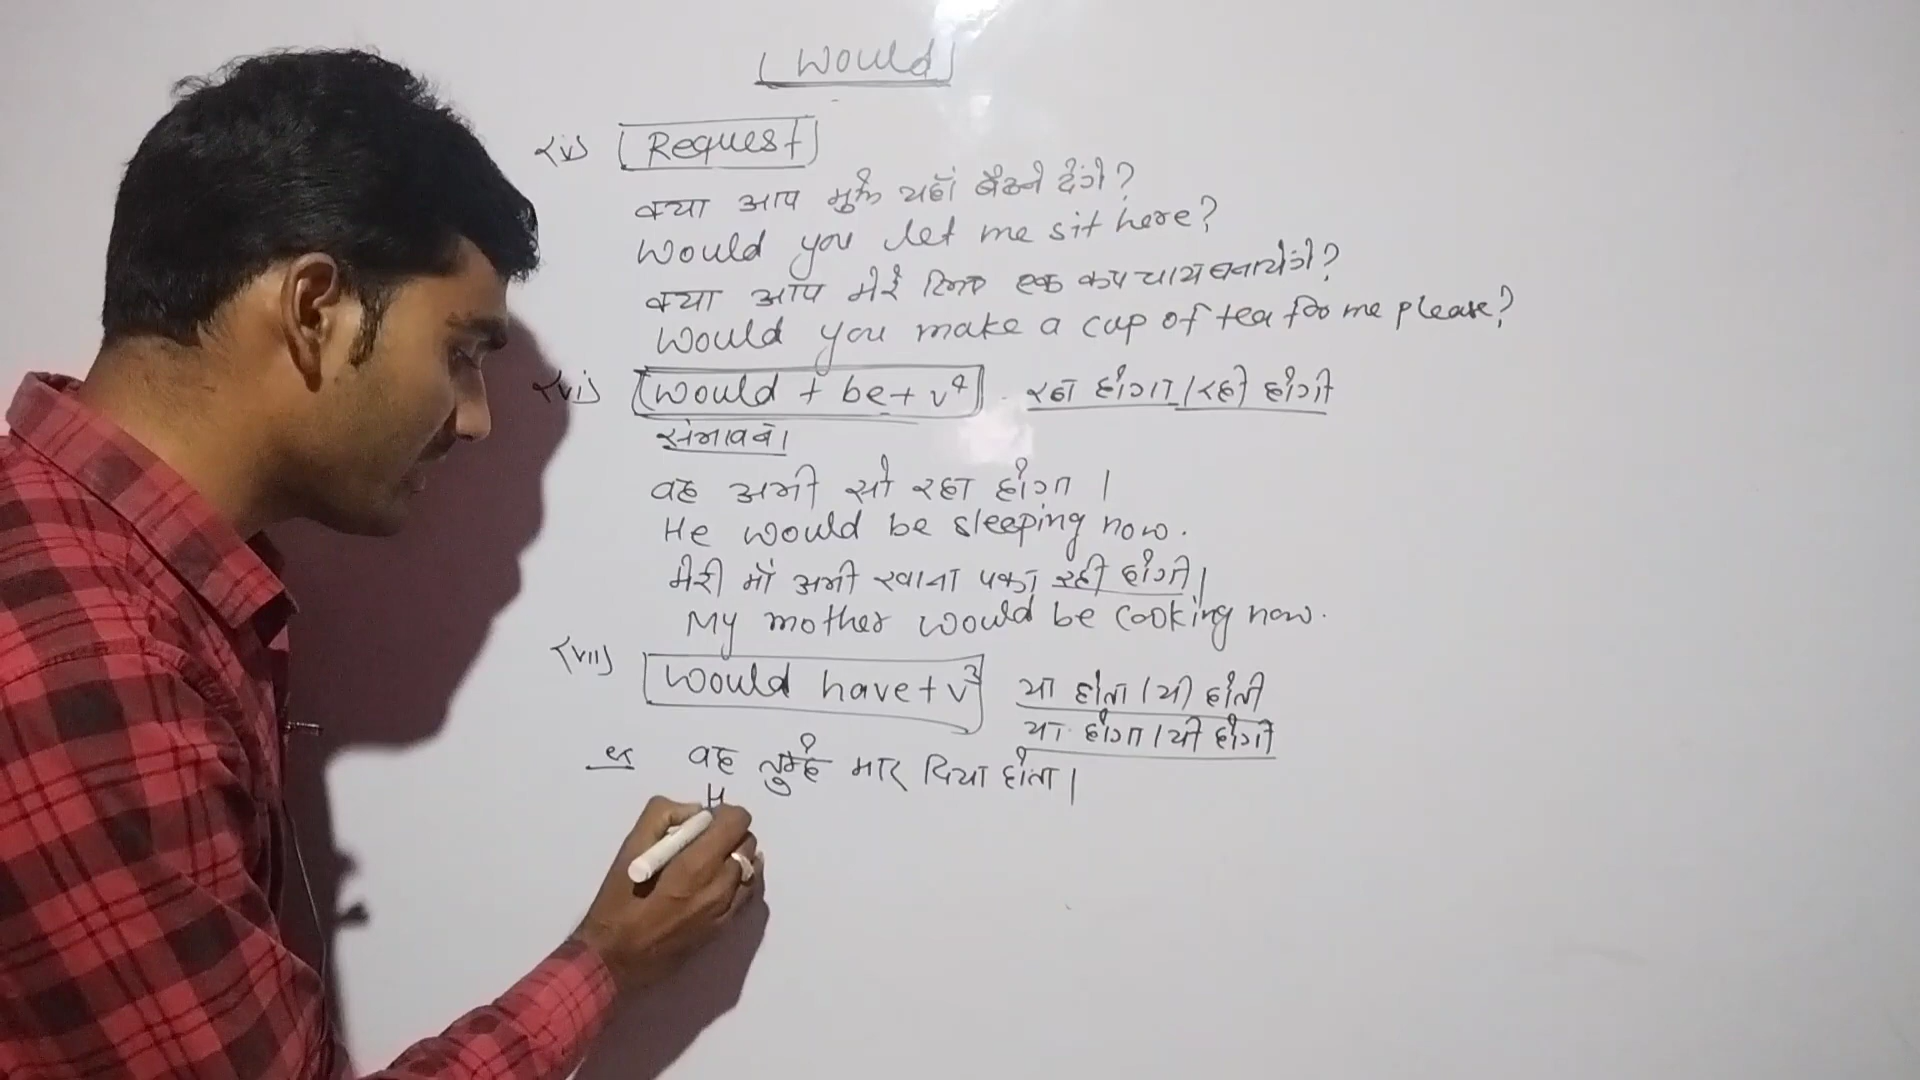 Would
(v) Request
क्या आप मुझे यहाँ बैठने देंगे?
Would you let me sit here?
क्या आप मेरे लिए एक कप चाय बनायेंगे?
Would you make a cup of tea for me please?
(vi) Would + be + v⁴ रहा होगा / रही होगी
संभावना
वह अभी सो रहा होगा।
He would be sleeping now.
मेरी माँ अभी खाना पका रही होगी।
My mother would be cooking now.
(vii) Would have + v³ या होता / यी होती
या होगा / यी होगी
ex वह तुम्हें मार दिया होता।
H